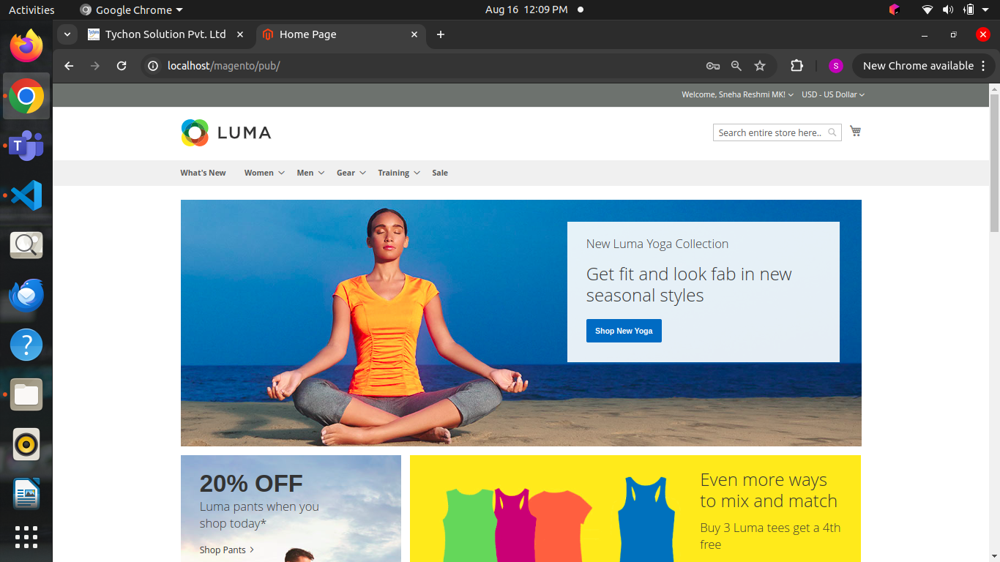 Activities
Google Chrome
Aug 16 12:09 PM
Tychon Solution Pvt. Ltd
Home Page
localhost/magento/pub/
S
New Chrome available
Welcome, Sneha Reshmi MK!
USD - US Dollar
LUMA
Search entire store here..
What's New
Women
Men
Gear
Training
Sale
New Luma Yoga Collection
Get fit and look fab in new
seasonal styles
Shop New Yoga
20% OFF
Luma pants when you
shop today*
Shop Pants
Even more ways
to mix and match
Buy 3 Luma tees get a 4th
free